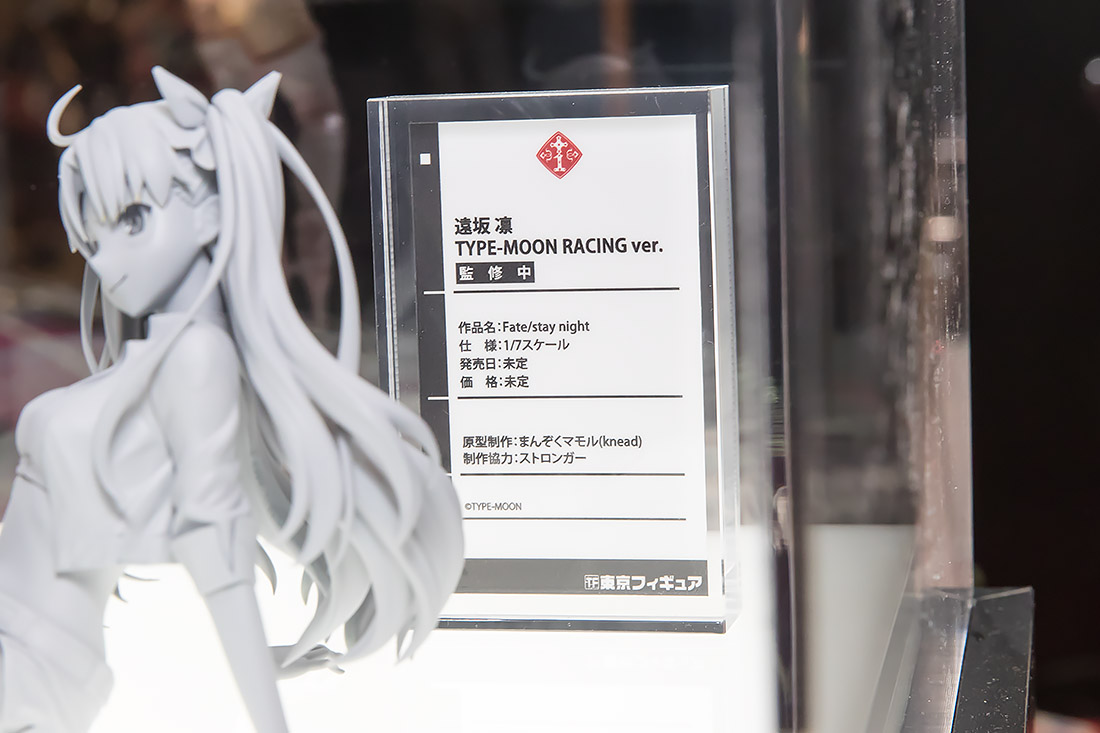 遠坂 凛
TYPE-MOON RACING ver.
監修中
作品名:Fate/stay night
仕　様:1/7スケール
発売日:未定
価　格:未定
原型制作:まんぞくマモル(knead)
制作協力:ストロンガー
©TYPE-MOON
TF東京フィギュア